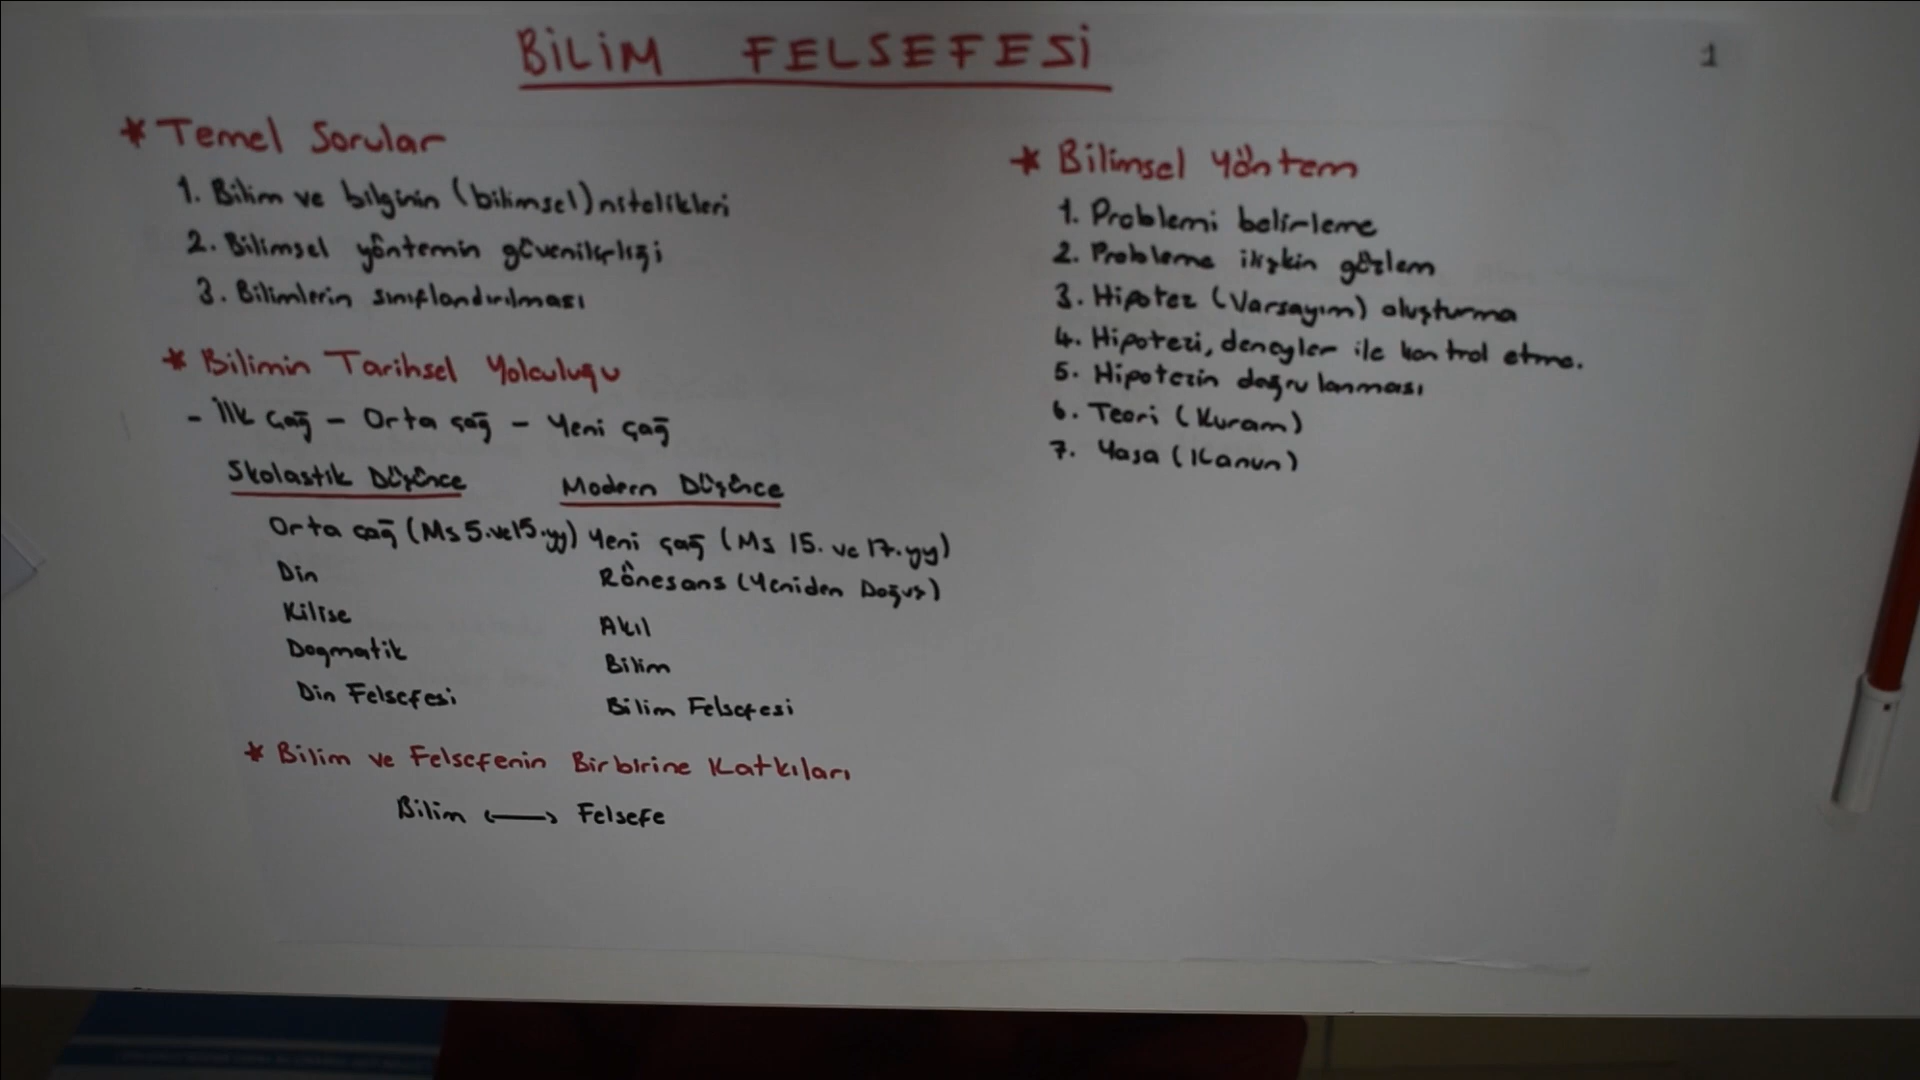 BİLİM FELSEFESİ
1
* Temel Sorular
1. Bilim ve bilginin (bilimsel) nitelikleri
2. Bilimsel yöntemin güvenilirliği
3. Bilimlerin sınıflandırılması
* Bilimin Tarihsel Yolculuğu
- İlk çağ - Orta çağ - Yeni çağ
Skolastik Düşünce Modern Düşünce
Orta çağ (Ms 5. ve 15. yy) Yeni çağ (Ms 15. ve 17. yy)
Din Rönesans (Yeniden Doğuş)
Kilise Akıl
Dogmatik Bilim
Din Felsefesi Bilim Felsefesi
* Bilim ve Felsefenin Birbirine Katkıları
Bilim ⟷ Felsefe
* Bilimsel Yöntem
1. Problemi belirleme
2. Probleme ilişkin gözlem
3. Hipotez (Varsayım) oluşturma
4. Hipotezi, deneyler ile kontrol etme.
5. Hipotezin doğrulanması
6. Teori (Kuram)
7. Yasa (Kanun)